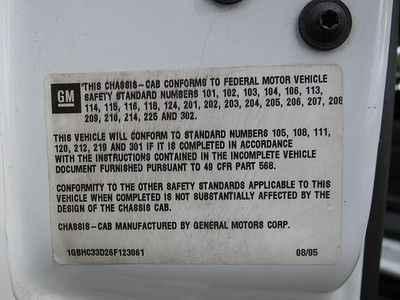 GM
THIS CHASSIS-CAB CONFORMS TO FEDERAL MOTOR VEHICLE
SAFETY STANDARD NUMBERS 101, 102, 103, 104, 106, 113,
114, 115, 116, 118, 124, 201, 202, 203, 204, 205, 206, 207, 208
209, 210, 214, 225 AND 302.
THIS VEHICLE WILL CONFORM TO STANDARD NUMBERS 105, 108, 111,
120, 212, 219 AND 301 IF IT IS COMPLETED IN ACCORDANCE
WITH THE INSTRUCTIONS CONTAINED IN THE INCOMPLETE VEHICLE
DOCUMENT FURNISHED PURSUANT TO 49 CFR PART 568.
CONFORMITY TO THE OTHER SAFETY STANDARDS APPLICABLE TO THIS
VEHICLE WHEN COMPLETED IS NOT SUBSTANTIALLY AFFECTED BY THE
DESIGN OF THE CHASSIS CAB.
CHASSIS-CAB MANUFACTURED BY GENERAL MOTORS CORP.
1GBHC33D26F123061 08/05